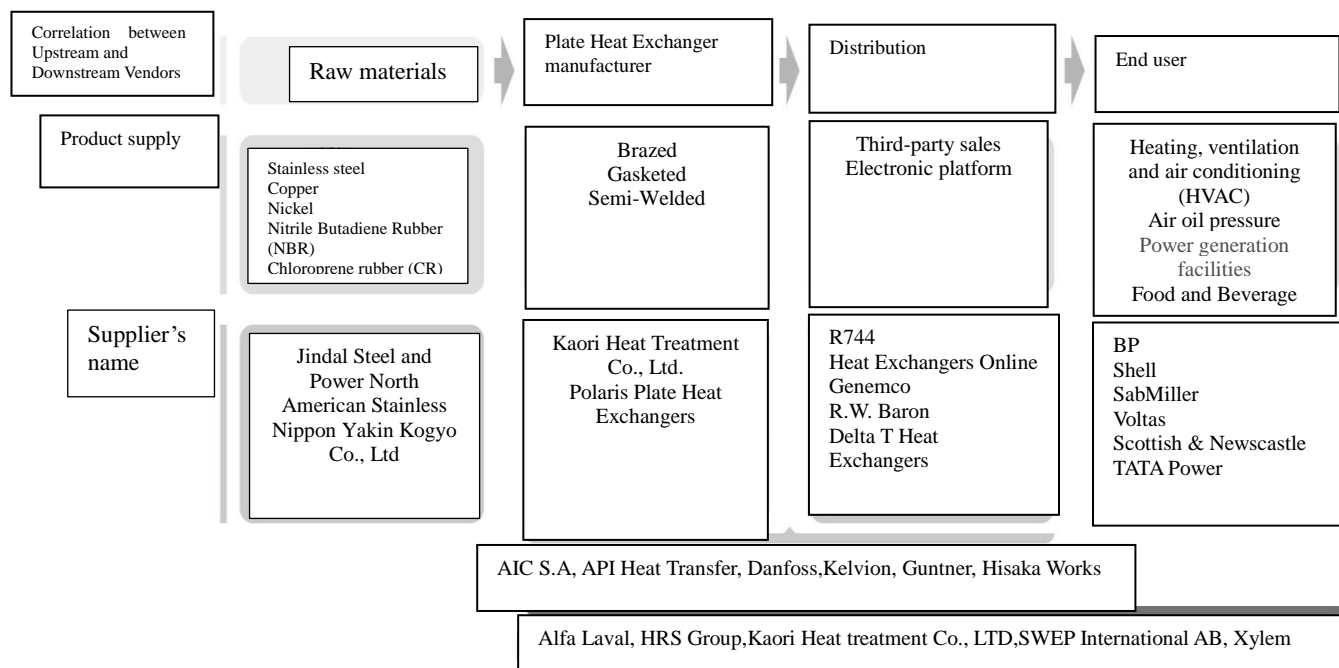 Correlation between
Upstream and
Downstream Vendors
Raw materials
Plate Heat Exchanger
manufacturer
Distribution
End user
Product supply
Stainless steel
Copper
Nickel
Nitrile Butadiene Rubber
(NBR)
Chloroprene rubber (CR)
Brazed
Gasketed
Semi-Welded
Third-party sales
Electronic platform
Heating, ventilation
and air conditioning
(HVAC)
Air oil pressure
Power generation
facilities
Food and Beverage
Supplier’s
name
Jindal Steel and
Power North
American Stainless
Nippon Yakin Kogyo
Co., Ltd
Kaori Heat Treatment
Co., Ltd.
Polaris Plate Heat
Exchangers
R744
Heat Exchangers Online
Genemco
R.W. Baron
Delta T Heat
Exchangers
BP
Shell
SabMiller
Voltas
Scottish & Newscastle
TATA Power
AIC S.A, API Heat Transfer, Danfoss,Kelvion, Guntner, Hisaka Works
Alfa Laval, HRS Group,Kaori Heat treatment Co., LTD,SWEP International AB, Xylem